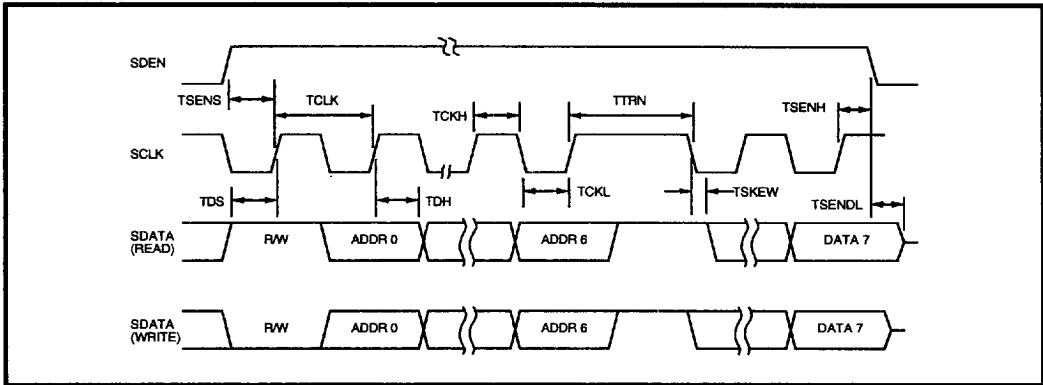 SDEN
TSENS
TCLK
TCKH
TTRN
TSENH
SCLK
TDS
TDH
TCKL
TSKEW
TSENDL
SDATA
(READ)
R/W
ADDR 0
ADDR 6
DATA 7
SDATA
(WRITE)
R/W
ADDR 0
ADDR 6
DATA 7